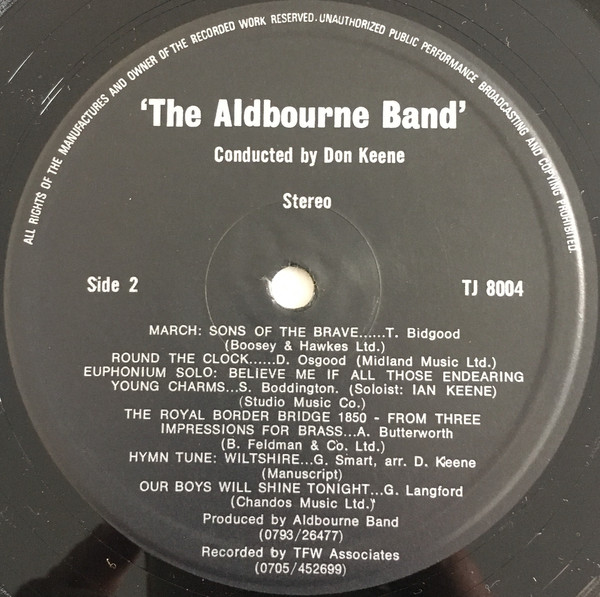 ALL RIGHTS OF THE MANUFACTURES AND OWNER OF THE RECORDED WORK RESERVED. UNAUTHORIZED PUBLIC PERFORMANCE BROADCASTING AND COPYING PROHIBITED.
'The Aldbourne Band'
Conducted by Don Keene
Stereo
Side 2 TJ 8004
MARCH: SONS OF THE BRAVE......T. Bidgood
(Boosey & Hawkes Ltd.)
ROUND THE CLOCK......D. Osgood (Midland Music Ltd.)
EUPHONIUM SOLO: BELIEVE ME IF ALL THOSE ENDEARING
YOUNG CHARMS...S. Boddington. (Soloist: IAN KEENE)
(Studio Music Co.)
THE ROYAL BORDER BRIDGE 1850 - FROM THREE
IMPRESSIONS FOR BRASS...A. Butterworth
(B. Feldman & Co. Ltd.)
HYMN TUNE: WILTSHIRE...G. Smart, arr. D. Keene
(Manuscript)
OUR BOYS WILL SHINE TONIGHT...G. Langford
(Chandos Music Ltd.)
Produced by Aldbourne Band
(0793/26477)
Recorded by TFW Associates
(0705/452699)